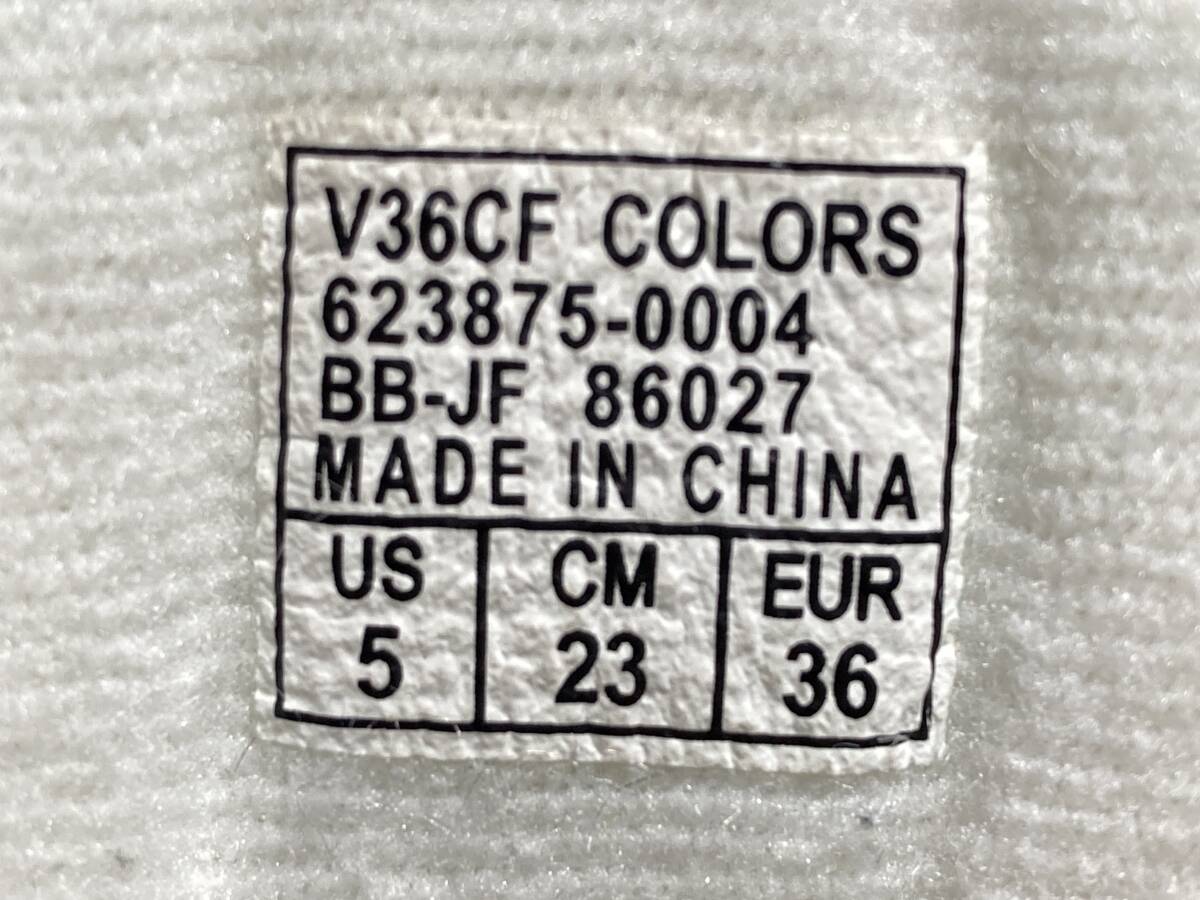 V36CF COLORS
623875-0004
BB-JF 86027
MADE IN CHINA
US CM EUR
5 23 36